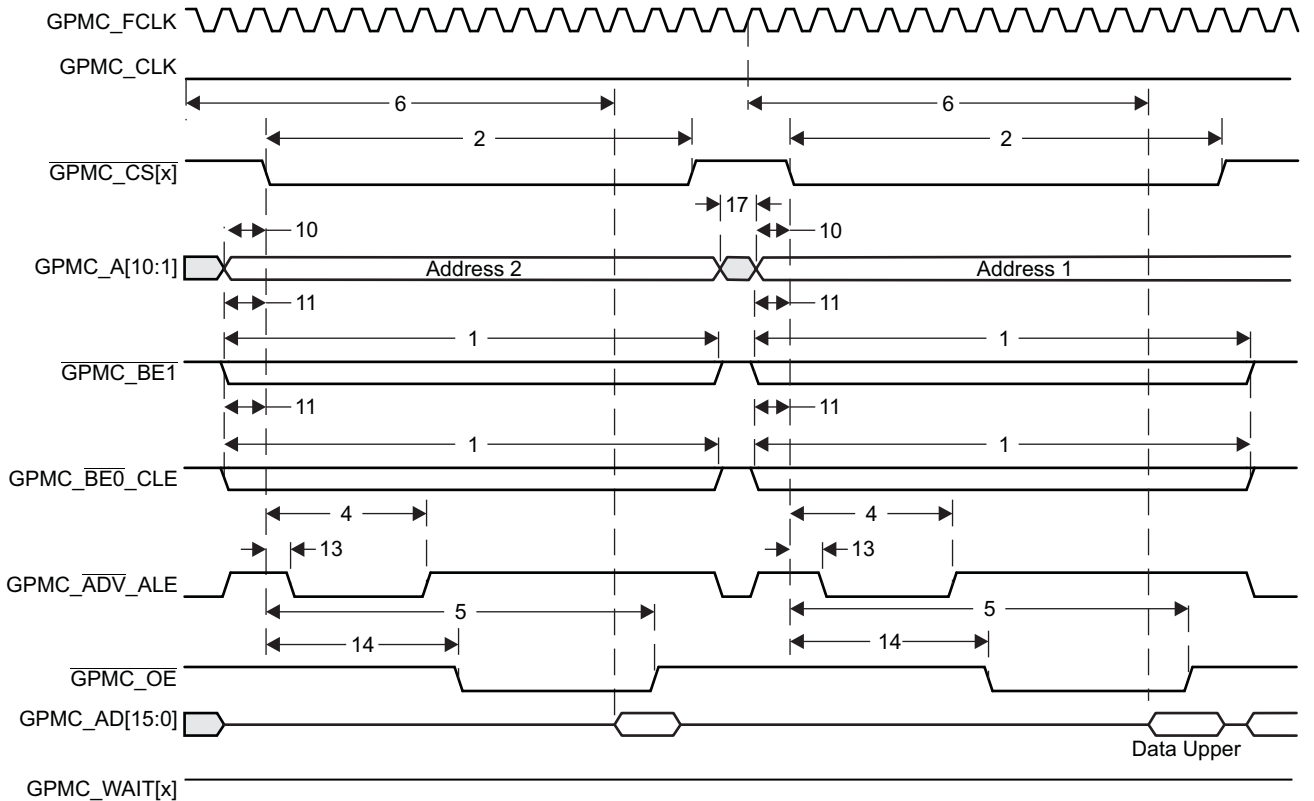 GPMC_FCLK
GPMC_CLK
6
6
2
2
GPMC_CS[x]
17
10
10
GPMC_A[10:1]
Address 2
Address 1
11
11
1
1
GPMC_BE1
11
11
1
1
GPMC_BE0_CLE
4
4
13
13
GPMC_ADV_ALE
5
5
14
14
GPMC_OE
GPMC_AD[15:0]
Data Upper
GPMC_WAIT[x]